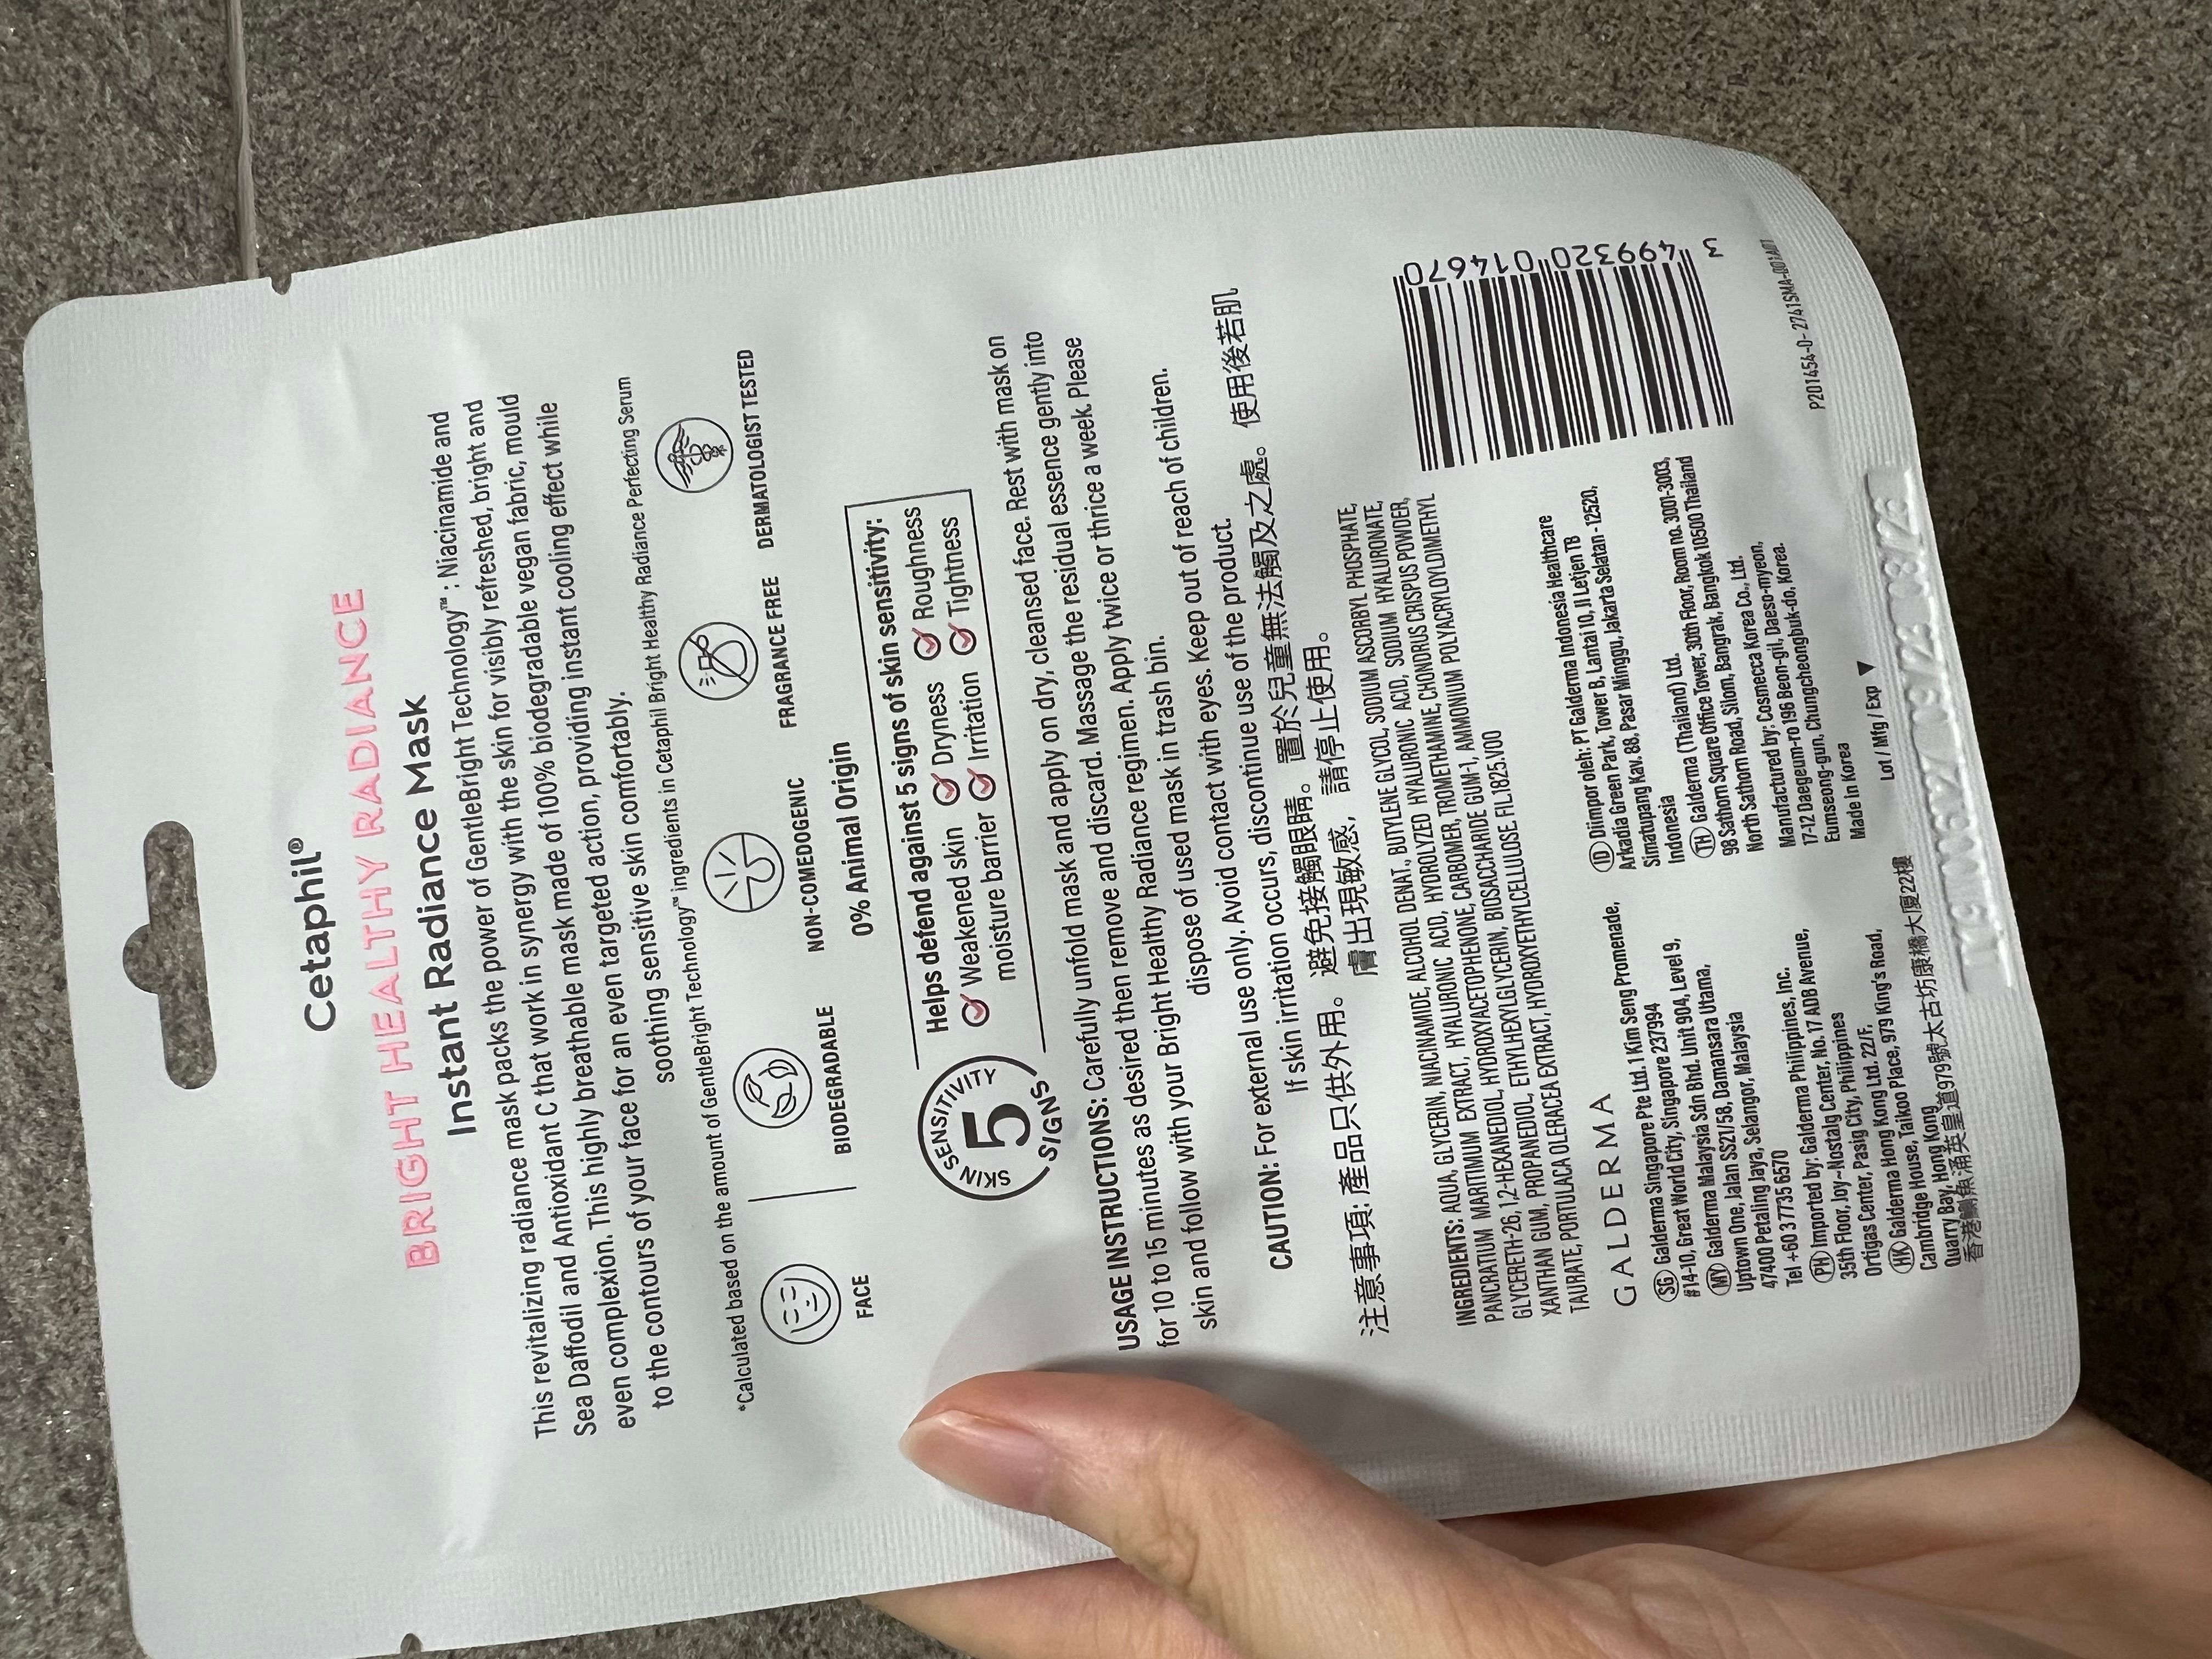 Cetaphil®
BRIGHT HEALTHY RADIANCE
Instant Radiance Mask
This revitalizing radiance mask packs the power of GentleBright Technology™ : Niacinamide and
Sea Daffodil and Antioxidant C that work in synergy with the skin for visibly refreshed, bright and
even complexion. This highly breathable mask made of 100% biodegradable vegan fabric, mould
to the contours of your face for an even targeted action, providing instant cooling effect while
soothing sensitive skin comfortably.
*Calculated based on the amount of GentleBright Technology™ ingredients in Cetaphil Bright Healthy Radiance Perfecting Serum
FACE
BIODEGRADABLE
NON-COMEDOGENIC
FRAGRANCE FREE
DERMATOLOGIST TESTED
0% Animal Origin
SKIN SENSITIVITY
5
SIGNS
Helps defend against 5 signs of skin sensitivity:
Weakened skin Dryness Roughness
moisture barrier Irritation Tightness
USAGE INSTRUCTIONS: Carefully unfold mask and apply on dry, cleansed face. Rest with mask on
for 10 to 15 minutes as desired then remove and discard. Massage the residual essence gently into
skin and follow with your Bright Healthy Radiance regimen. Apply twice or thrice a week. Please
dispose of used mask in trash bin.
CAUTION: For external use only. Avoid contact with eyes. Keep out of reach of children.
If skin irritation occurs, discontinue use of the product.
注意事項: 產品只供外用。 避免接觸眼睛。 置於兒童無法觸及之處。 使用後若肌
膚出現敏感， 請停止使用。
INGREDIENTS: AQUA, GLYCERIN, NIACINAMIDE, ALCOHOL DENAT., BUTYLENE GLYCOL, SODIUM ASCORBYL PHOSPHATE,
PANCRATIUM MARITIMUM EXTRACT, HYALURONIC ACID, HYDROLYZED HYALURONIC ACID, SODIUM HYALURONATE,
GLYCERETH-26, 1,2-HEXANEDIOL, HYDROXYACETOPHENONE, CARBOMER, TROMETHAMINE, CHONDRUS CRISPUS POWDER,
XANTHAN GUM, PROPANEDIOL, ETHYLHEXYLGLYCERIN, BIOSACCHARIDE GUM-1, AMMONIUM POLYACRYLOYLDIMETHYL
TAURATE, PORTULACA OLERACEA EXTRACT, HYDROXYETHYLCELLULOSE. FIL1825.V00
GALDERMA
SG Galderma Singapore Pte Ltd. 1 Kim Seng Promenade,
#14-10, Great World City, Singapore 237994
MY Galderma Malaysia Sdn Bhd. Unit 904, Level 9,
Uptown One, Jalan SS21/58, Damansara Uttama,
47400 Petaling Jaya, Selangor, Malaysia
Tel +60 3 7735 6570
PH Imported by: Galderma Philippines, Inc.
35th Floor, Joy~Nostalg Center, No. 17 ADB Avenue,
Ortigas Center, Pasig City, Philippines
HK Galderma Hong Kong Ltd. 22/F,
Cambridge House, Taikoo Place, 979 King's Road,
Quarry Bay, Hong Kong
香港鰂魚涌英皇道979號太古坊康橋大廈22樓
ID Diimpor oleh: PT Galderma Indonesia Healthcare
Arkadia Green Park, Tower B, Lantai 10, Jl Letjen TB
Simatupang Kav. 88, Pasar Minggu, Jakarta Selatan - 12520,
Indonesia
TH Galderma (Thailand) Ltd.
98 Sathorn Square Office Tower, 30th Floor, Room no. 3001-3003,
North Sathorn Road, Silom, Bangrak, Bangkok 10500 Thailand
Manufactured by: Cosmecca Korea Co., Ltd.
17-12 Daegeum-ro 196 Beon-gil, Daeso-myeon,
Eumseong-gun, Chungcheongbuk-do, Korea.
Made in Korea
Lot / Mfg / Exp
3 499320 014670
P201454-0-2741SMA-001A01